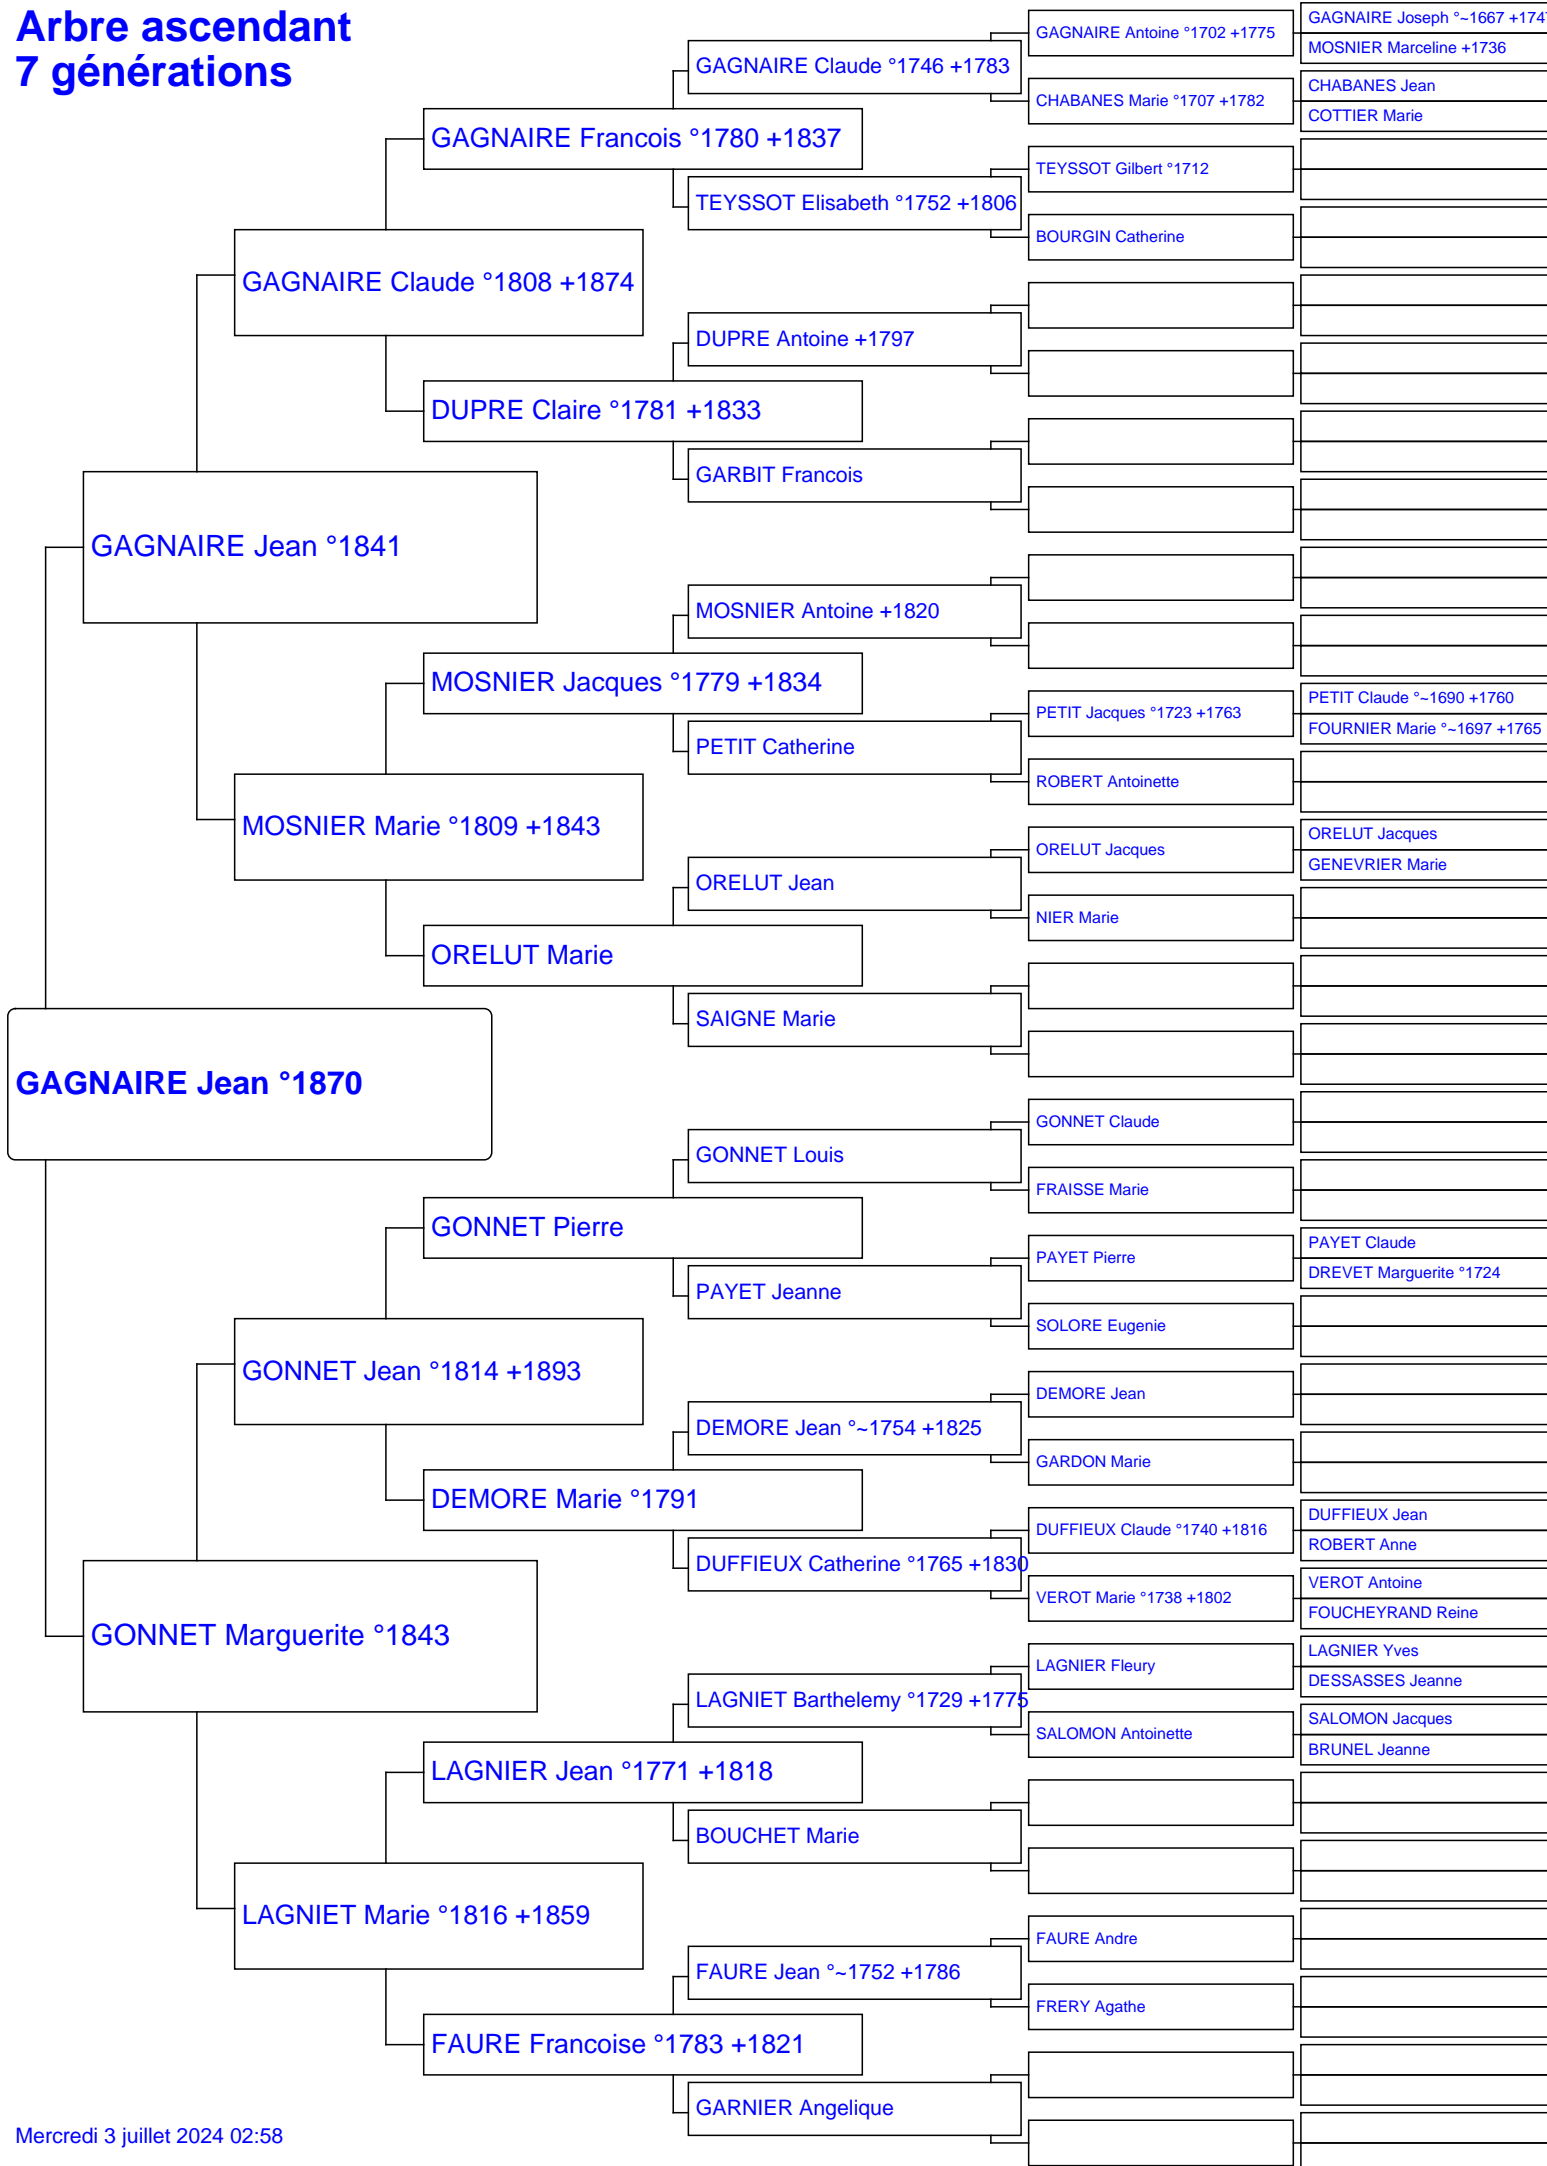 Arbre ascendant
7 générations
GAGNAIRE Jean °1870
GAGNAIRE Jean °1841
GONNET Marguerite °1843
GAGNAIRE Claude °1808 +1874
MOSNIER Marie °1809 +1843
GONNET Jean °1814 +1893
LAGNIET Marie °1816 +1859
GAGNAIRE Francois °1780 +1837
DUPRE Claire °1781 +1833
MOSNIER Jacques °1779 +1834
ORELUT Marie
GONNET Pierre
DEMORE Marie °1791
LAGNIER Jean °1771 +1818
FAURE Francoise °1783 +1821
GAGNAIRE Claude °1746 +1783
TEYSSOT Elisabeth °1752 +1806
DUPRE Antoine +1797
GARBIT Francois
MOSNIER Antoine +1820
PETIT Catherine
ORELUT Jean
SAIGNE Marie
GONNET Louis
PAYET Jeanne
DEMORE Jean °~1754 +1825
DUFFIEUX Catherine °1765 +1830
LAGNIET Barthelemy °1729 +1775
BOUCHET Marie
FAURE Jean °~1752 +1786
GARNIER Angelique
GAGNAIRE Antoine °1702 +1775
CHABANES Marie °1707 +1782
TEYSSOT Gilbert °1712
BOURGIN Catherine
PETIT Jacques °1723 +1763
ROBERT Antoinette
ORELUT Jacques
NIER Marie
GONNET Claude
FRAISSE Marie
PAYET Pierre
SOLORE Eugenie
DEMORE Jean
GARDON Marie
DUFFIEUX Claude °1740 +1816
VEROT Marie °1738 +1802
LAGNIER Fleury
SALOMON Antoinette
FAURE Andre
FRERY Agathe
GAGNAIRE Joseph °~1667
MOSNIER Marceline +1736
CHABANES Jean
COTTIER Marie
PETIT Claude °~1690 +1760
FOURNIER Marie °~1697 +1765
ORELUT Jacques
GENEVRIER Marie
PAYET Claude
DREVET Marguerite °1724
DUFFIEUX Jean
ROBERT Anne
VEROT Antoine
FOUCHEYRAND Reine
LAGNIER Yves
DESSASSES Jeanne
SALOMON Jacques
BRUNEL Jeanne
Mercredi 3 juillet 2024 02:58